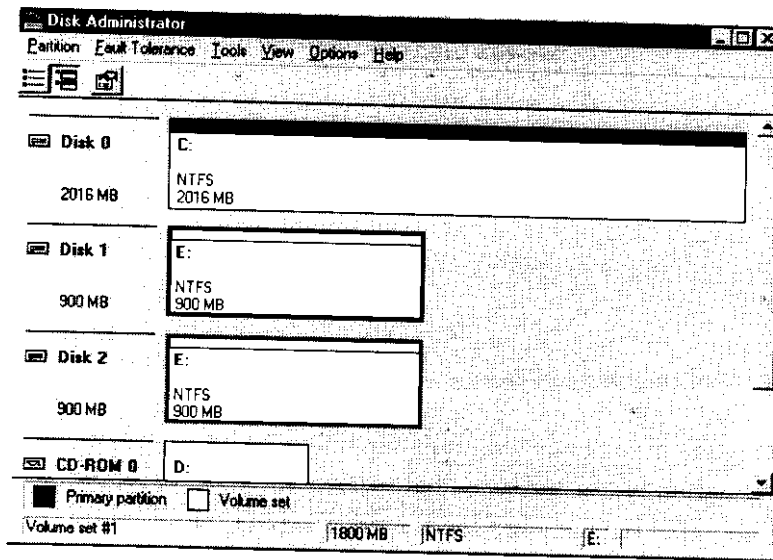 Disk Administrator
Partition Fault Tolerance Tools View Options Help
Disk 0
2016 MB
C:
NTFS
2016 MB
Disk 1
900 MB
E:
NTFS
900 MB
Disk 2
900 MB
E:
NTFS
900 MB
CD-ROM 0
D:
Primary partition Volume set
Volume set #1 1800 MB NTFS E: